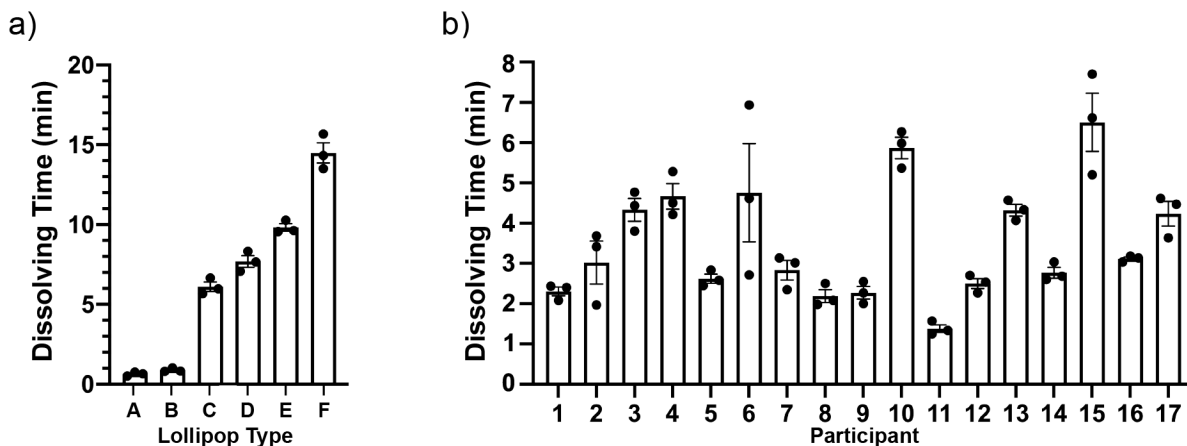 a)
Dissolving Time (min)
20
15
10
5
0
A B C D E F
Lollipop Type
b)
Dissolving Time (min)
8
7
6
5
4
3
2
1
0
1 2 3 4 5 6 7 8 9 10 11 12 13 14 15 16 17
Participant